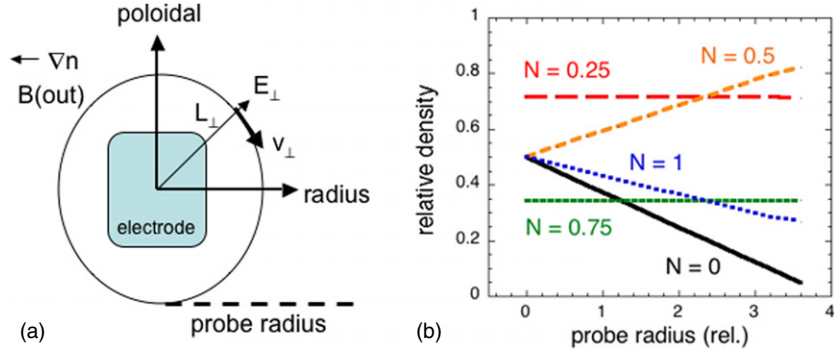 poloidal
← ∇n
B(out)
E⊥
L⊥
v⊥
radius
electrode
probe radius
(a)
1
0.8
0.6
0.4
0.2
0
relative density
N = 0.5
N = 0.25
N = 1
N = 0.75
N = 0
0 1 2 3 4
probe radius (rel.)
(b)